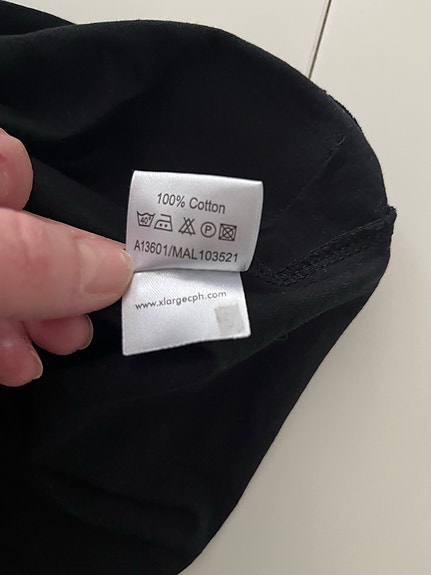 100% Cotton
40° P
A13601/MAL103521
www.xlargecph.com